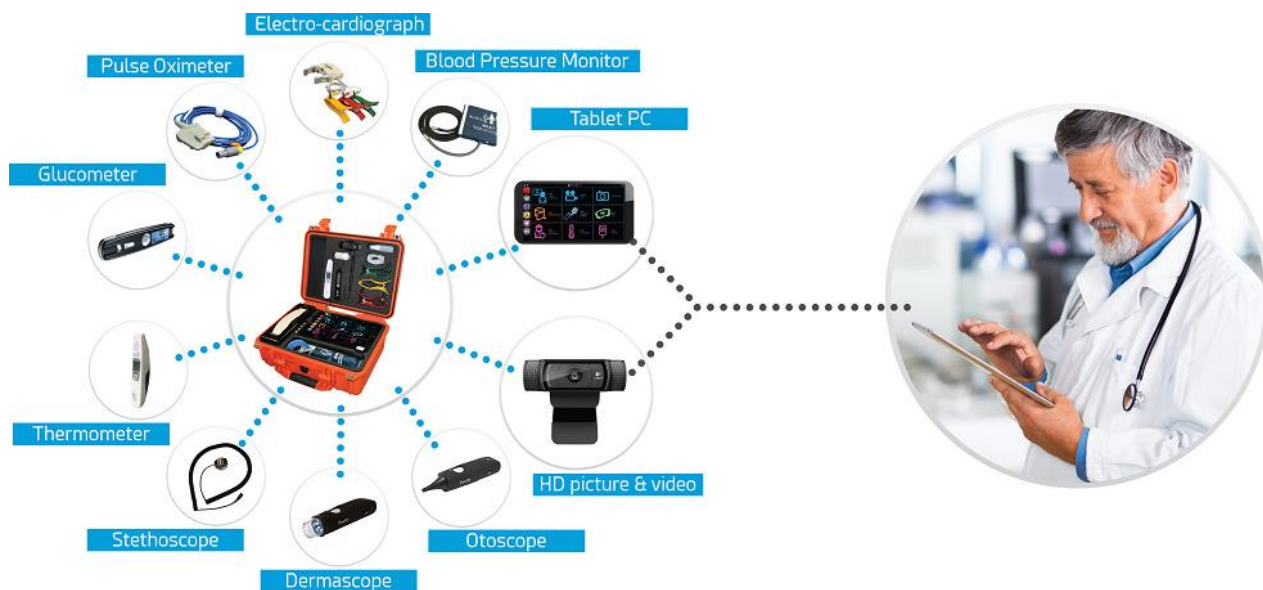 Electro-cardiograph
Pulse Oximeter
Blood Pressure Monitor
Tablet PC
Glucometer
Thermometer
HD picture & video
Stethoscope
Otoscope
Dermascope